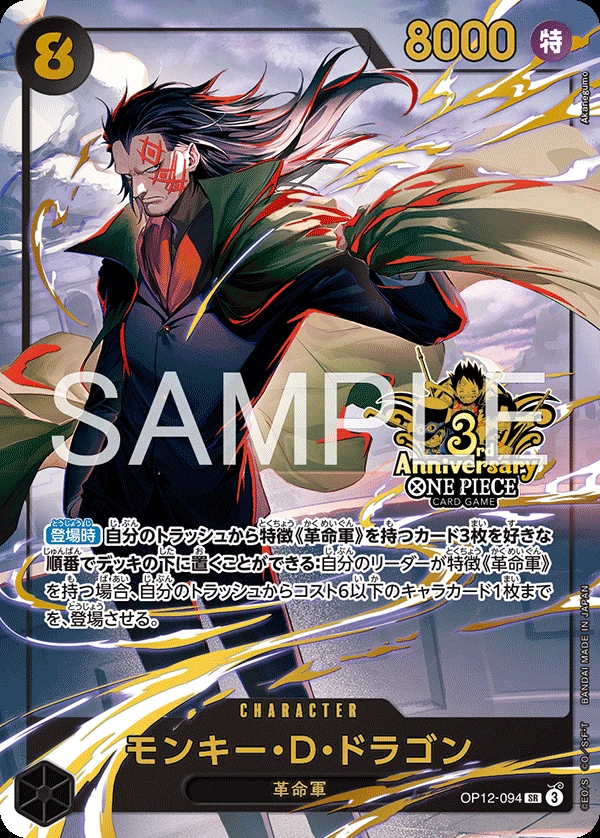 8
8000
特
Akanegumo
SAMPLE
3rd
Anniversary
ONE PIECE
CARD GAME
登場時 自分のトラッシュから特徴《革命軍》を持つカード3枚を好きな
順番でデッキの下に置くことができる:自分のリーダーが特徴《革命軍》
を持つ場合、自分のトラッシュからコスト6以下のキャラカード1枚まで
を、登場させる。
CHARACTER
モンキー・D・ドラゴン
革命軍
OP12-094 SR 3
©E.O./S ©O./S・F・T BANDAI MADE IN JAPAN